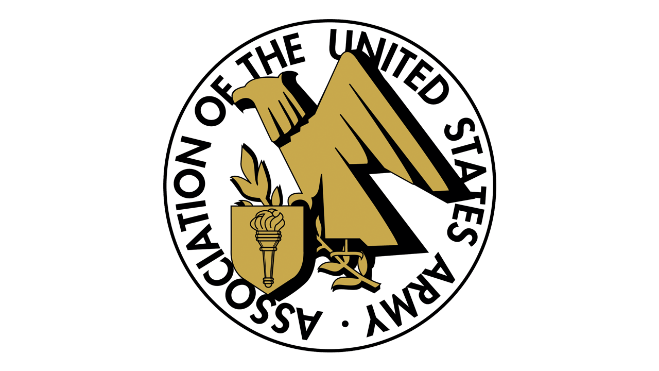 ASSOCIATION OF THE UNITED STATES ARMY ·